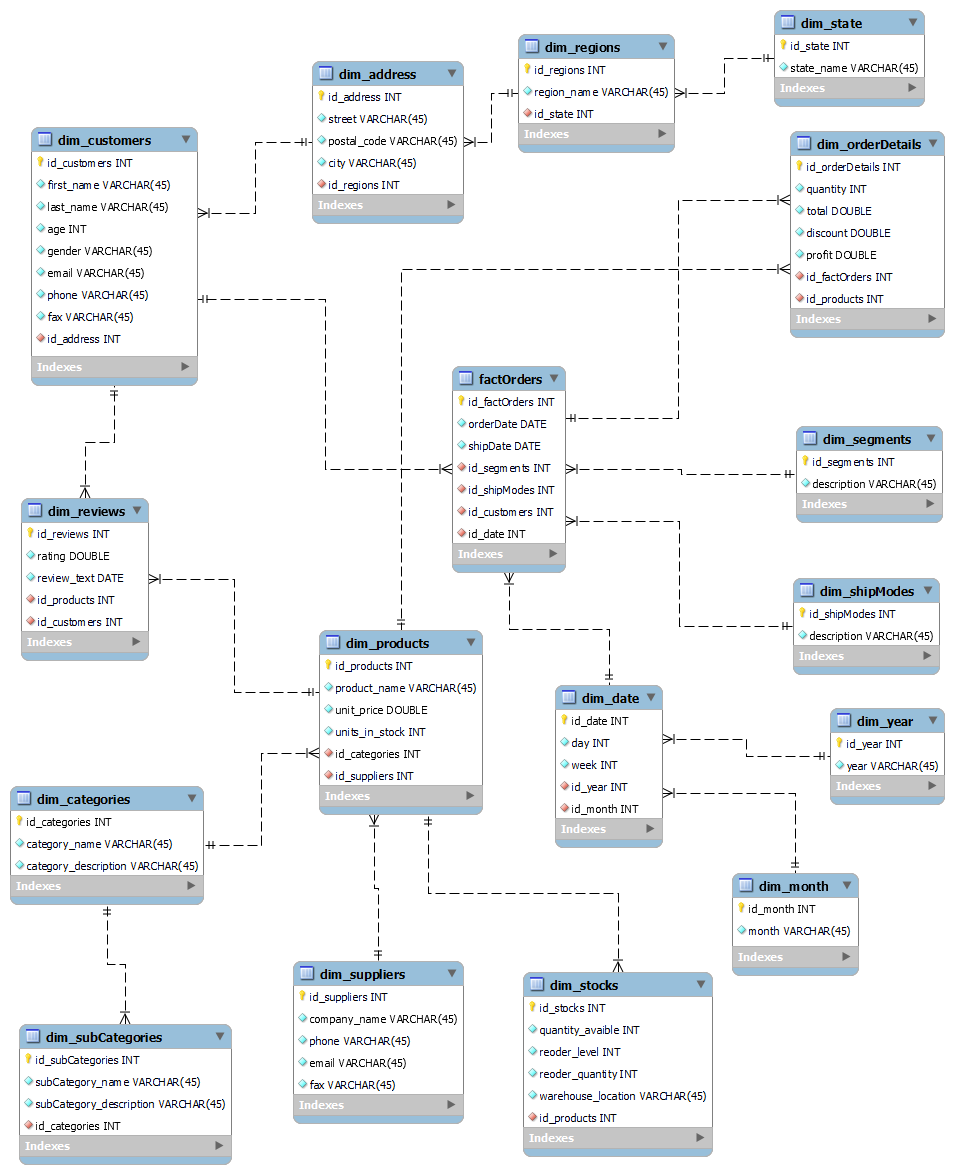 dim_state
id_state INT
state_name VARCHAR(45)
Indexes
dim_regions
id_regions INT
region_name VARCHAR(45)
id_state INT
Indexes
dim_address
id_address INT
street VARCHAR(45)
postal_code VARCHAR(45)
city VARCHAR(45)
id_regions INT
Indexes
dim_customers
id_customers INT
first_name VARCHAR(45)
last_name VARCHAR(45)
age INT
gender VARCHAR(45)
email VARCHAR(45)
phone VARCHAR(45)
fax VARCHAR(45)
id_address INT
Indexes
dim_orderDetails
id_orderDetails INT
quantity INT
total DOUBLE
discount DOUBLE
profit DOUBLE
id_factOrders INT
id_products INT
Indexes
factOrders
id_factOrders INT
orderDate DATE
shipDate DATE
id_segments INT
id_shipModes INT
id_customers INT
id_date INT
Indexes
dim_segments
id_segments INT
description VARCHAR(45)
Indexes
dim_reviews
id_reviews INT
rating DOUBLE
review_text DATE
id_products INT
id_customers INT
Indexes
dim_shipModes
id_shipModes INT
description VARCHAR(45)
Indexes
dim_products
id_products INT
product_name VARCHAR(45)
unit_price DOUBLE
units_in_stock INT
id_categories INT
id_suppliers INT
Indexes
dim_date
id_date INT
day INT
week INT
id_year INT
id_month INT
Indexes
dim_year
id_year INT
year VARCHAR(45)
Indexes
dim_categories
id_categories INT
category_name VARCHAR(45)
category_description VARCHAR(45)
Indexes
dim_month
id_month INT
month VARCHAR(45)
Indexes
dim_suppliers
id_suppliers INT
company_name VARCHAR(45)
phone VARCHAR(45)
email VARCHAR(45)
fax VARCHAR(45)
Indexes
dim_stocks
id_stocks INT
quantity_avaible INT
reoder_level INT
reoder_quantity INT
warehouse_location VARCHAR(45)
id_products INT
Indexes
dim_subCategories
id_subCategories INT
subCategory_name VARCHAR(45)
subCategory_description VARCHAR(45)
id_categories INT
Indexes